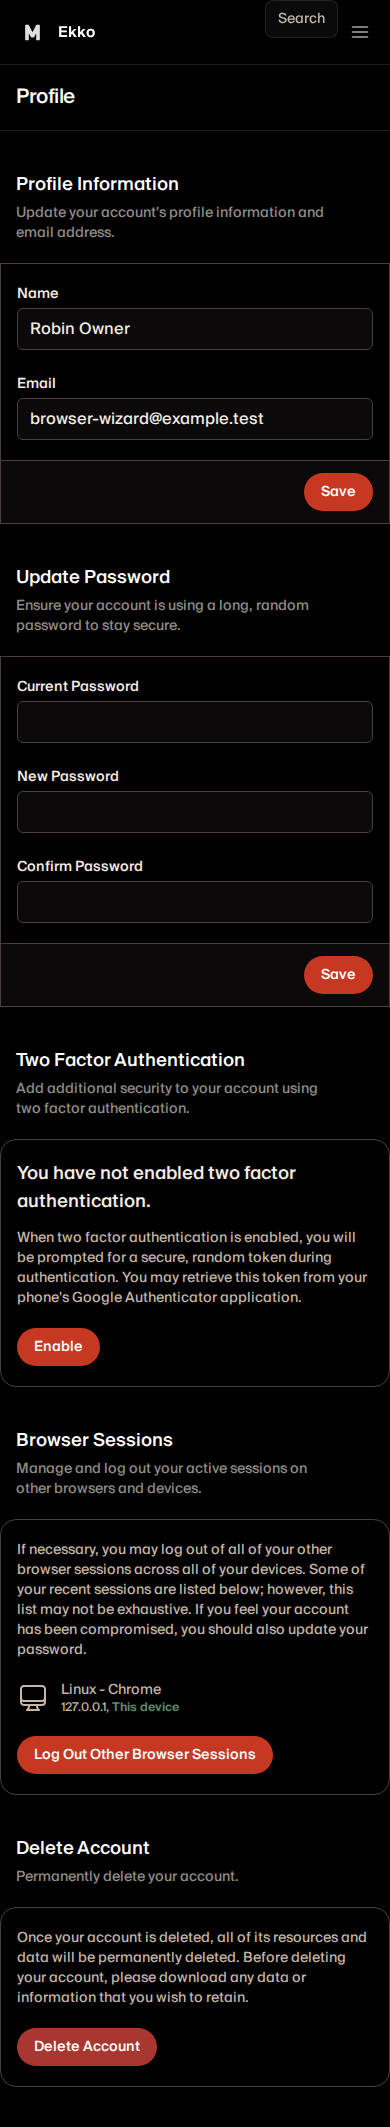 Search
Ekko
Profile
Profile Information
Update your account's profile information and
email address.
Name
Robin Owner
Email
browser-wizard@example.test
Save
Update Password
Ensure your account is using a long, random
password to stay secure.
Current Password
New Password
Confirm Password
Save
Two Factor Authentication
Add additional security to your account using
two factor authentication.
You have not enabled two factor
authentication.
When two factor authentication is enabled, you will
be prompted for a secure, random token during
authentication. You may retrieve this token from your
phone's Google Authenticator application.
Enable
Browser Sessions
Manage and log out your active sessions on
other browsers and devices.
If necessary, you may log out of all of your other
browser sessions across all of your devices. Some of
your recent sessions are listed below; however, this
list may not be exhaustive. If you feel your account
has been compromised, you should also update your
password.
Linux - Chrome
127.0.0.1, This device
Log Out Other Browser Sessions
Delete Account
Permanently delete your account.
Once your account is deleted, all of its resources and
data will be permanently deleted. Before deleting
your account, please download any data or
information that you wish to retain.
Delete Account